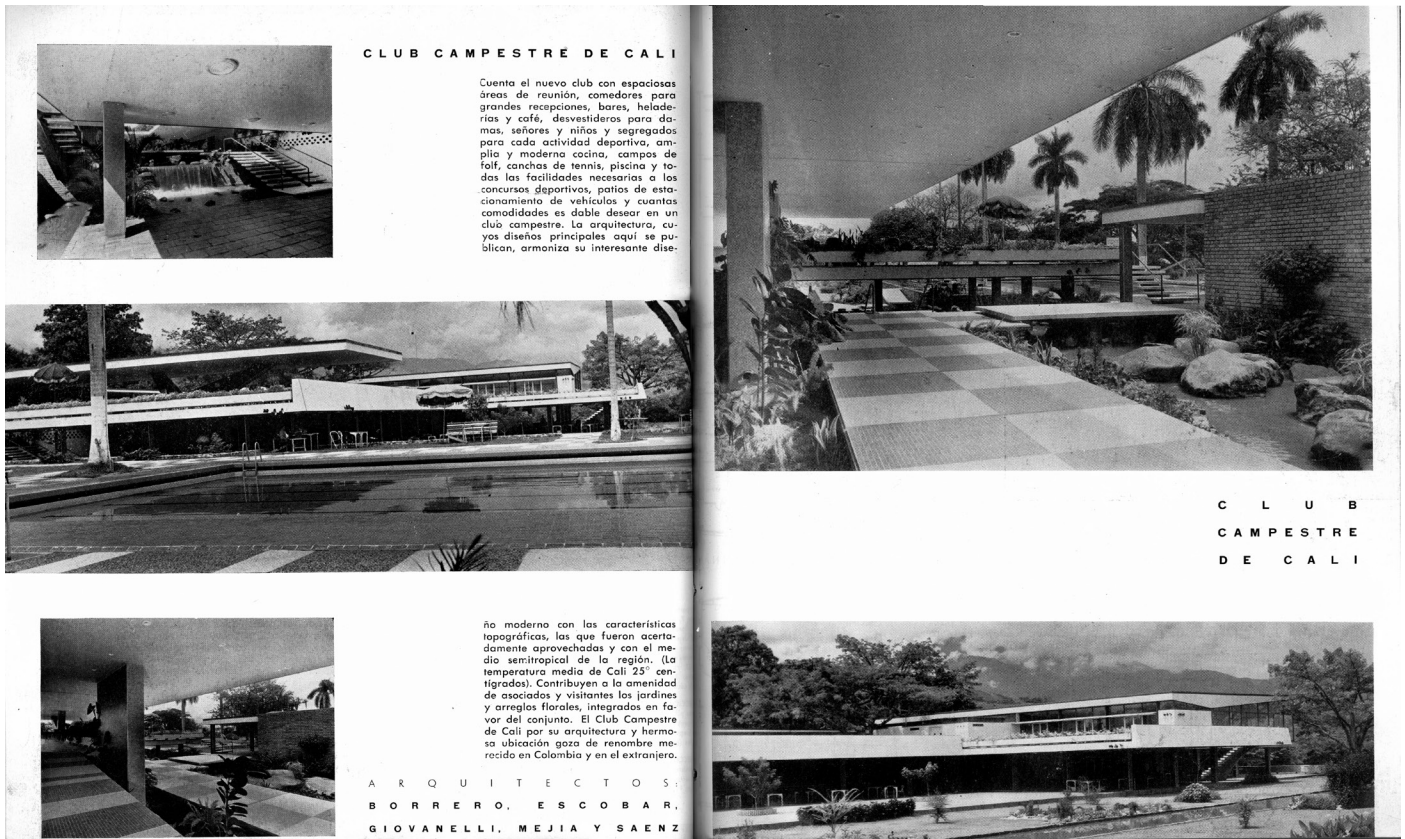 CLUB CAMPESTRE DE CALI
Cuenta el nuevo club con espaciosas
áreas de reunión, comedores para
grandes recepciones, bares, helade-
rías y café, desvestideros para da-
mas, señores y niños y segregados
para cada actividad deportiva, am-
plia y moderna cocina, campos de
folf, canchas de tennis, piscina y to-
das las facilidades necesarias a los
concursos deportivos, patios de esta-
cionamiento de vehículos y cuantas
comodidades es dable desear en un
club campestre. La arquitectura, cu-
yos diseños principales aquí se pu-
blican, armoniza su interesante dise-
ño moderno con las características
topográficas, las que fueron acerta-
damente aprovechadas y con el me-
dio semitropical de la región. (La
temperatura media de Cali 25° cen-
tígrados). Contribuyen a la amenidad
de asociados y visitantes los jardines
y arreglos florales, integrados en fa-
vor del conjunto. El Club Campestre
de Cali por su arquitectura y hermo-
sa ubicación goza de renombre me-
recido en Colombia y en el extranjero.
ARQUITECTOS:
BORRERO, ESCOBAR,
GIOVANELLI, MEJIA Y SAENZ
CLUB
CAMPESTRE
DE CALI